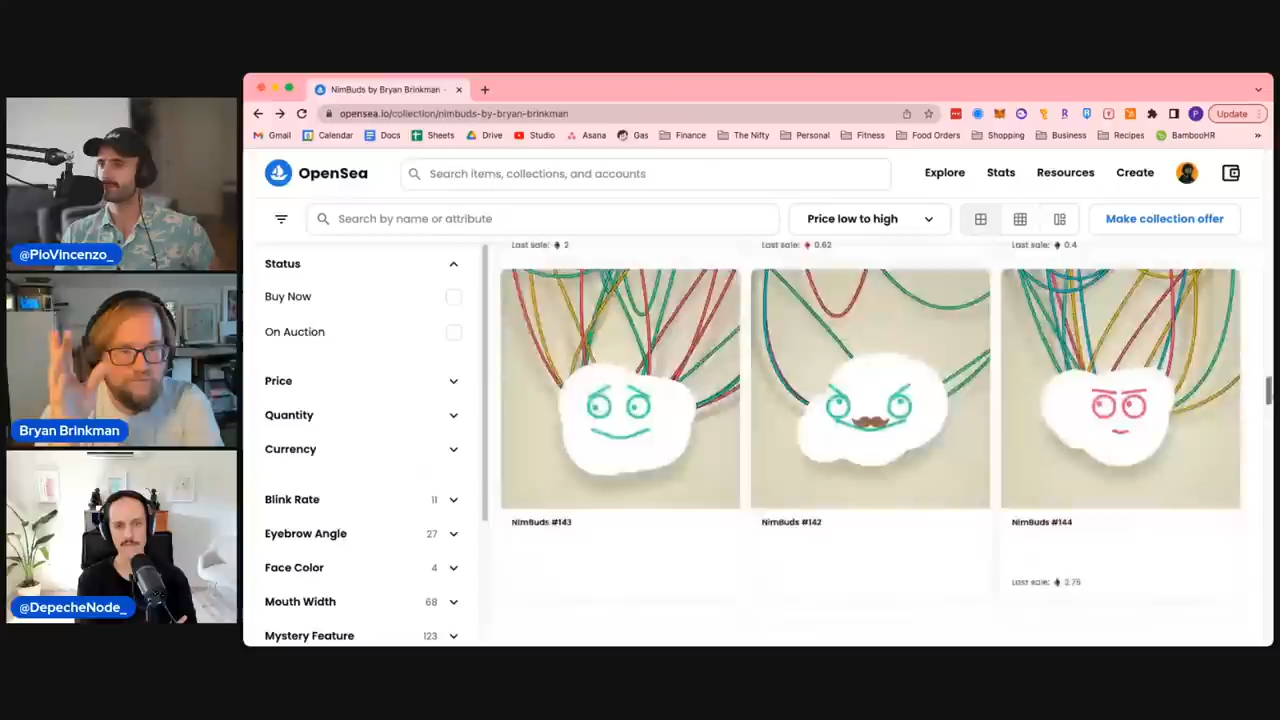 @PioVincenzo_
Bryan Brinkman
@DepecheNode_
NimBuds by Bryan Brinkman -
opensea.io/collection/nimbuds-by-bryan-brinkman
Update
Gmail
Calendar
Docs
Sheets
Drive
Studio
Asana
Gas
Finance
The Nifty
Personal
Fitness
Food Orders
Shopping
Business
Recipes
BambooHR
»
OpenSea
Search items, collections, and accounts
Explore
Stats
Resources
Create
Search by name or attribute
Price low to high
Make collection offer
Status
Buy Now
On Auction
Price
Quantity
Currency
Blink Rate 11
Eyebrow Angle 27
Face Color 4
Mouth Width 68
Mystery Feature 123
Last sale: 2
Last sale: 0.62
Last sale: 0.4
NimBuds #143
NimBuds #142
NimBuds #144
Last sale: 2.75